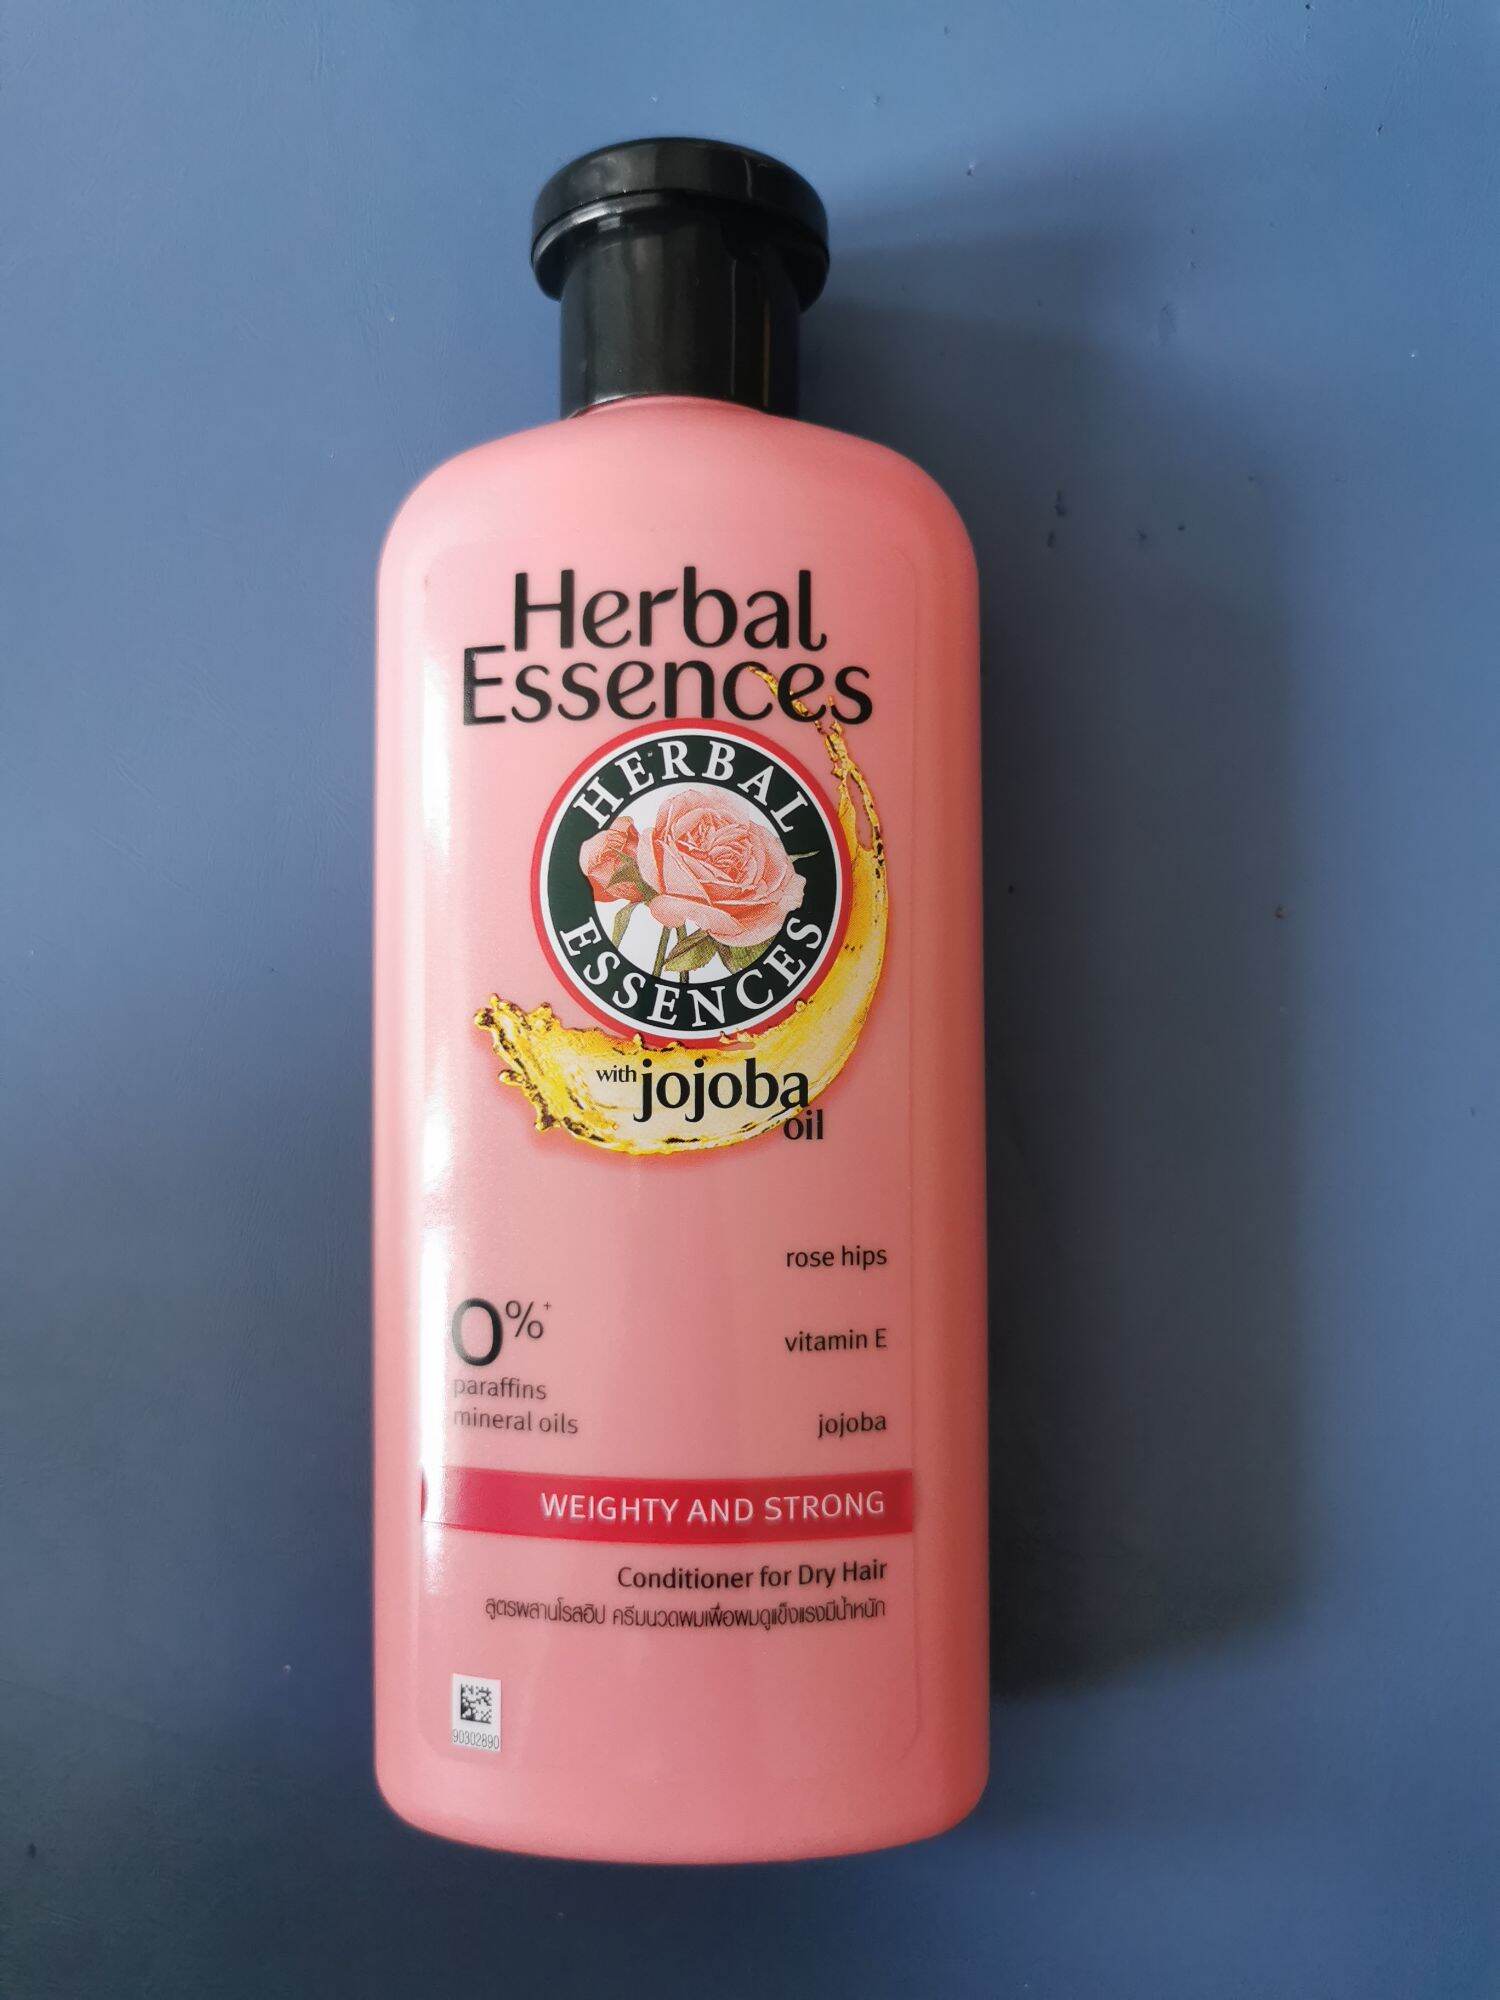 Herbal
Essences
HERBAL
ESSENCES
with jojoba
oil
rose hips
0%+
vitamin E
paraffins
mineral oils
jojoba
WEIGHTY AND STRONG
Conditioner for Dry Hair
สูตรผสานโรสฮิป ครีมนวดผมเพื่อผมดูแข็งแรงมีน้ำหนัก
90302890